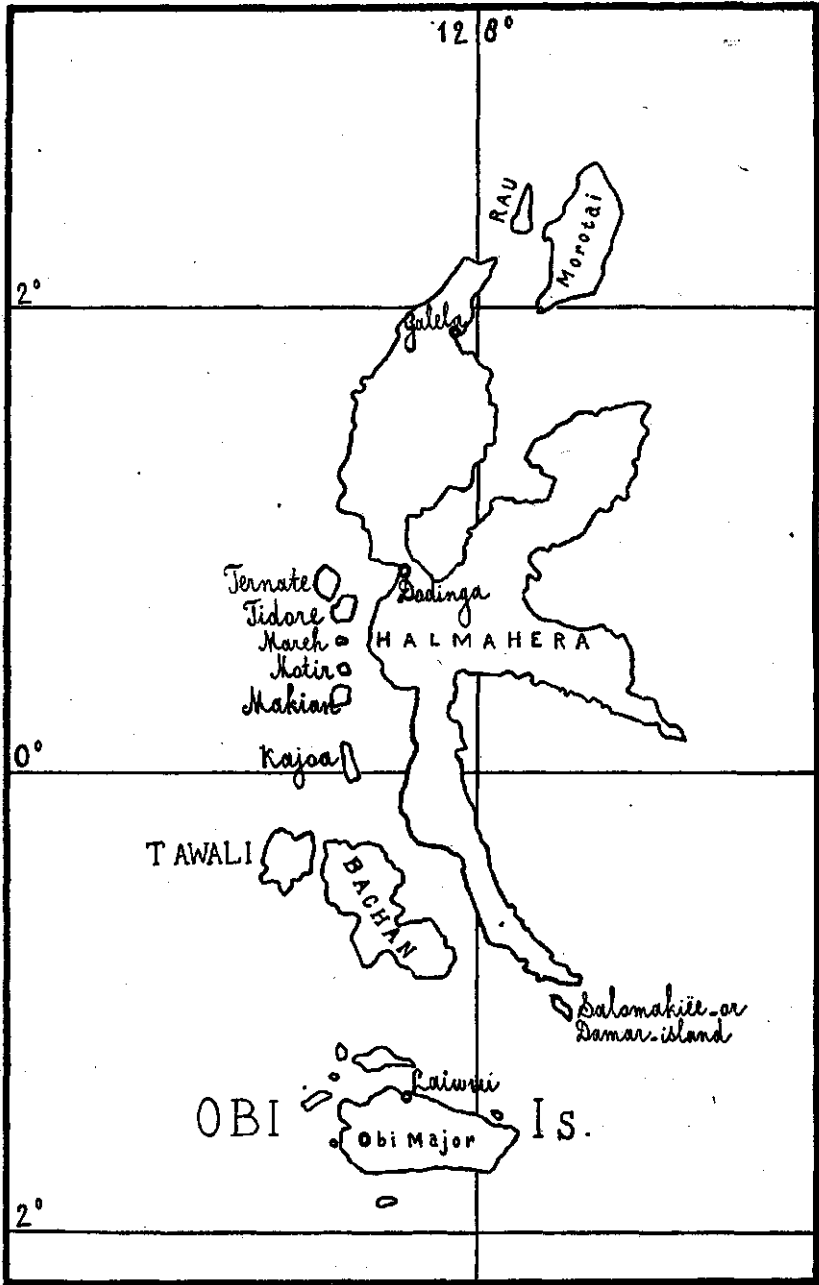 128°
RAU
Morotai
2°
Galela
Ternate
Dodinga
Tidore
HALMAHERA
Mareh
Motir
Makian
0°
Kajoa
TAWALI
BACHAN
Salomakiëe-or
Damar-island
Laiwui
OBI Is.
Obi Major
2°